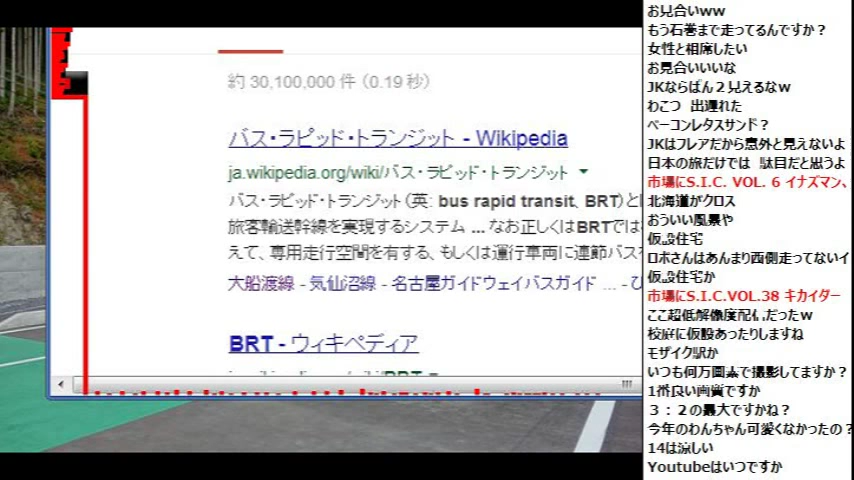 約 30,100,000 件 (0.19 秒)
バス・ラピッド・トランジット - Wikipedia
ja.wikipedia.org/wiki/バス・ラピッド・トランジット
バス・ラピッド・トランジット（英: bus rapid transit、BRT）と
旅客輸送幹線を実現するシステム ... なお正しくはBRTでは
えて、専用走行空間を有する、もしくは運行車両に連節バス
大船渡線 - 気仙沼線 - 名古屋ガイドウェイバスガイド ... - ひ
BRT - ウィキペディア
お見合いｗｗ
もう石巻まで走ってるんですか？
女性と相席したい
お見合いいいな
JKならぱん２見えるなｗ
わこつ　出遅れた
ベーコンレタスサンド？
JKはフレアだから意外と見えないよ
日本の旅だけでは　駄目だと思うよ
市場にS.I.C. VOL. 6 イナズマン、
北海道がクロス
おういい風景や
仮設住宅
ロボさんはあんまり西側走ってないイ
仮設住宅か
市場にS.I.C.VOL.38 キカイダー
ここ超低解像度配信だったｗ
校庭に仮設あったりしますね
モザイク駅か
いつも何万画素で撮影してますか？
1番良い画質ですか
３：２の最大ですかね？
今年のわんちゃん可愛くなかったの？
14は涼しい
Youtubeはいつですか